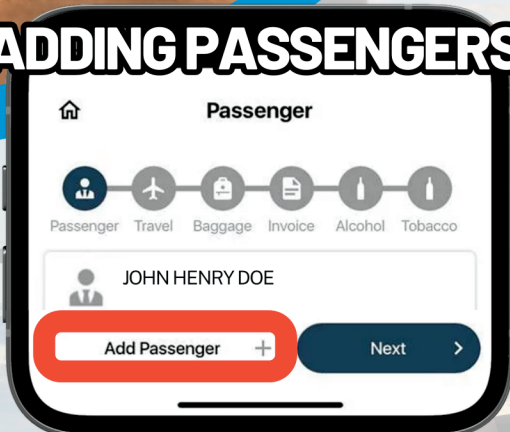 ADDING PASSENGERS
Passenger
Passenger Travel Baggage Invoice Alcohol Tobacco
JOHN HENRY DOE
Add Passenger +
Next >